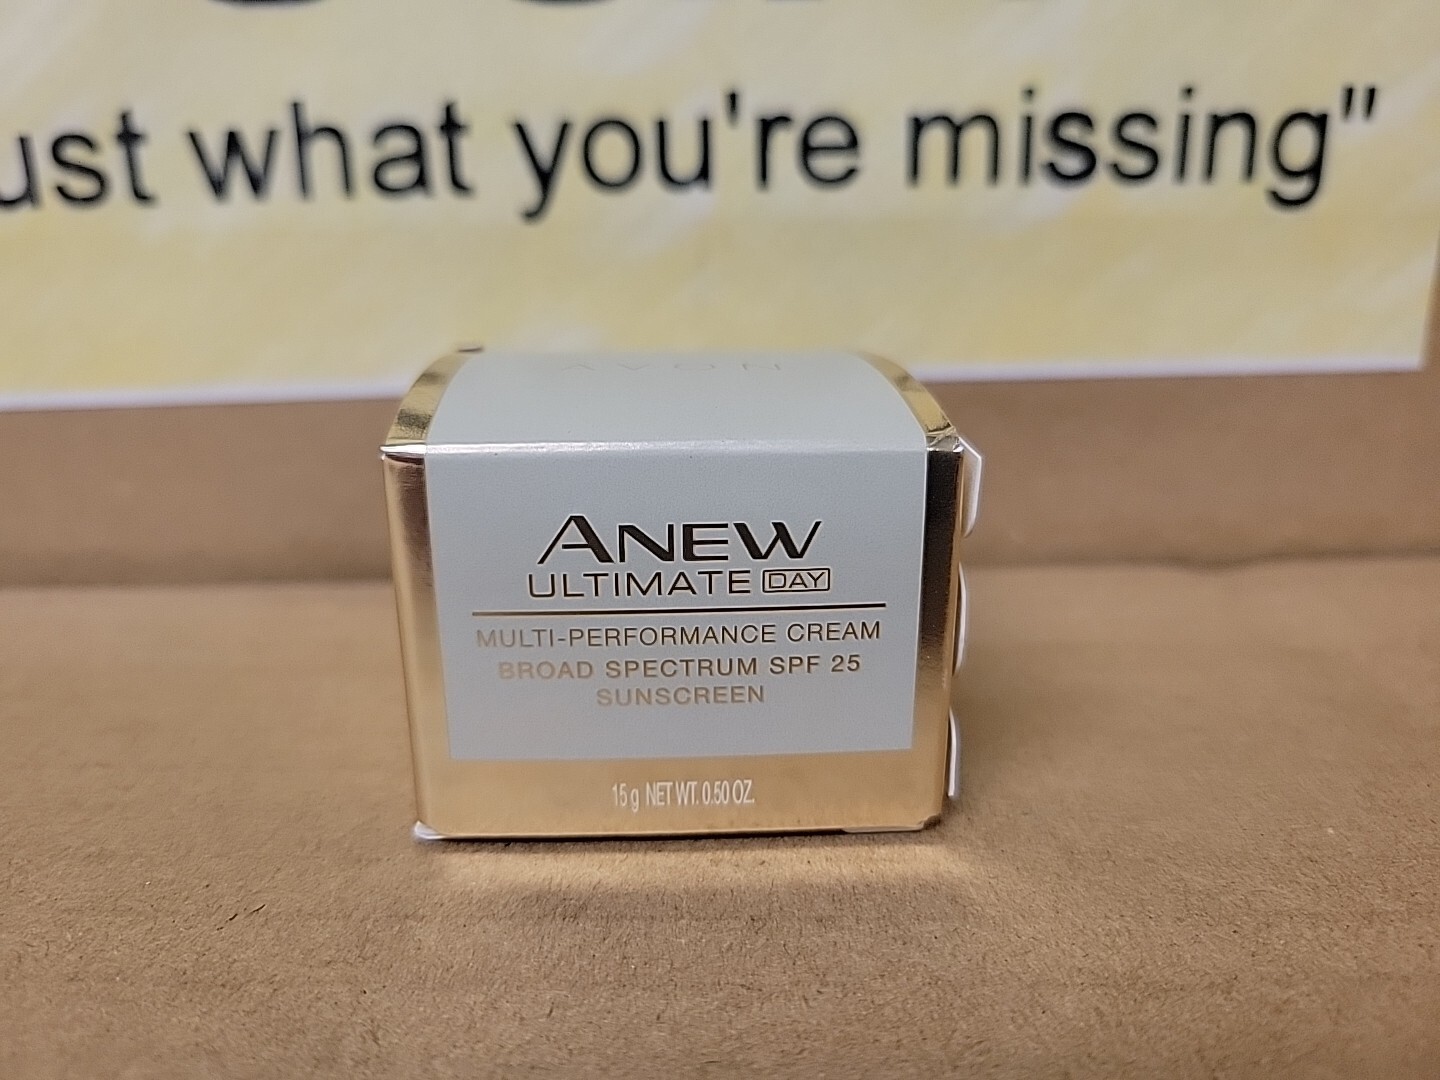 ust what you're missing"
AVON
ANEW
ULTIMATE DAY
MULTI-PERFORMANCE CREAM
BROAD SPECTRUM SPF 25
SUNSCREEN
15 g NET WT. 0.50 OZ.